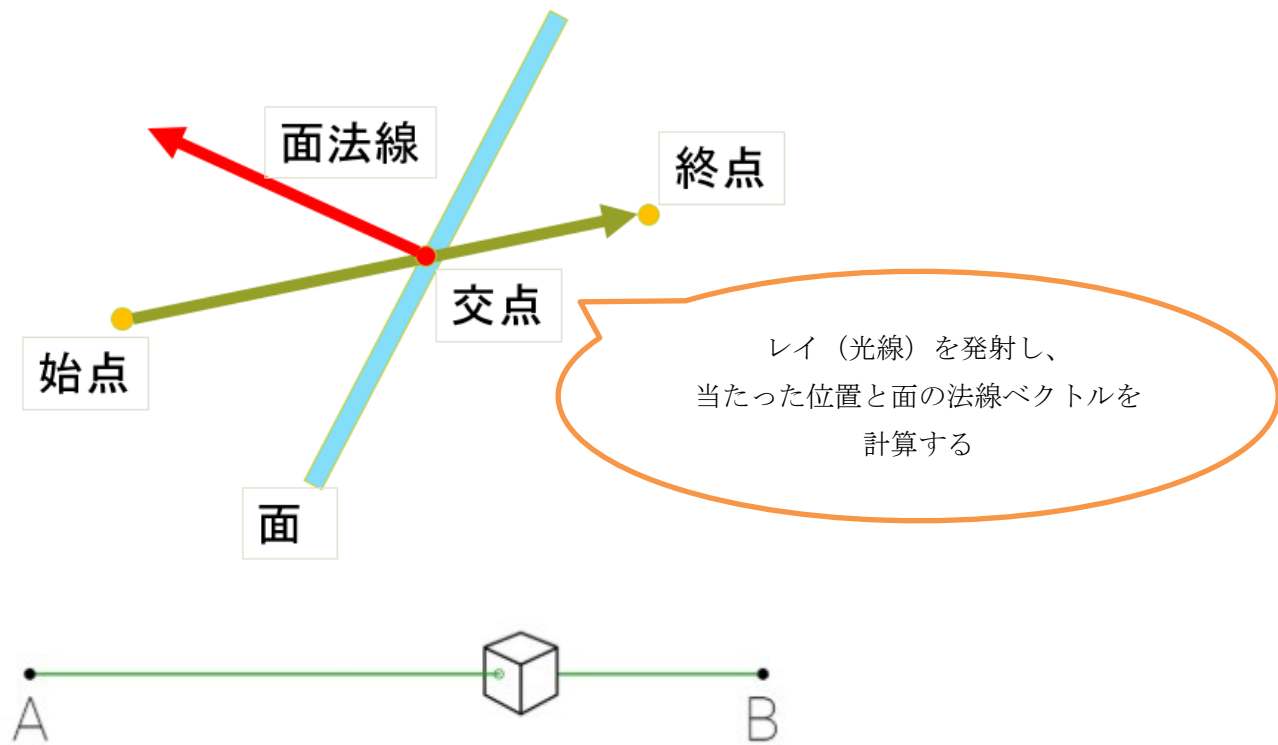 面法線
終点
交点
始点
レイ（光線）を発射し、
当たった位置と面の法線ベクトルを
計算する
面
A
B